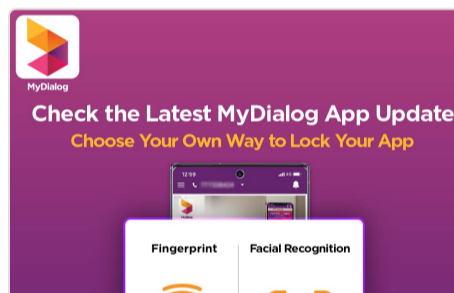 MyDialog
Check the Latest MyDialog App Update
Choose Your Own Way to Lock Your App
12:59
4G
Fingerprint
Facial Recognition